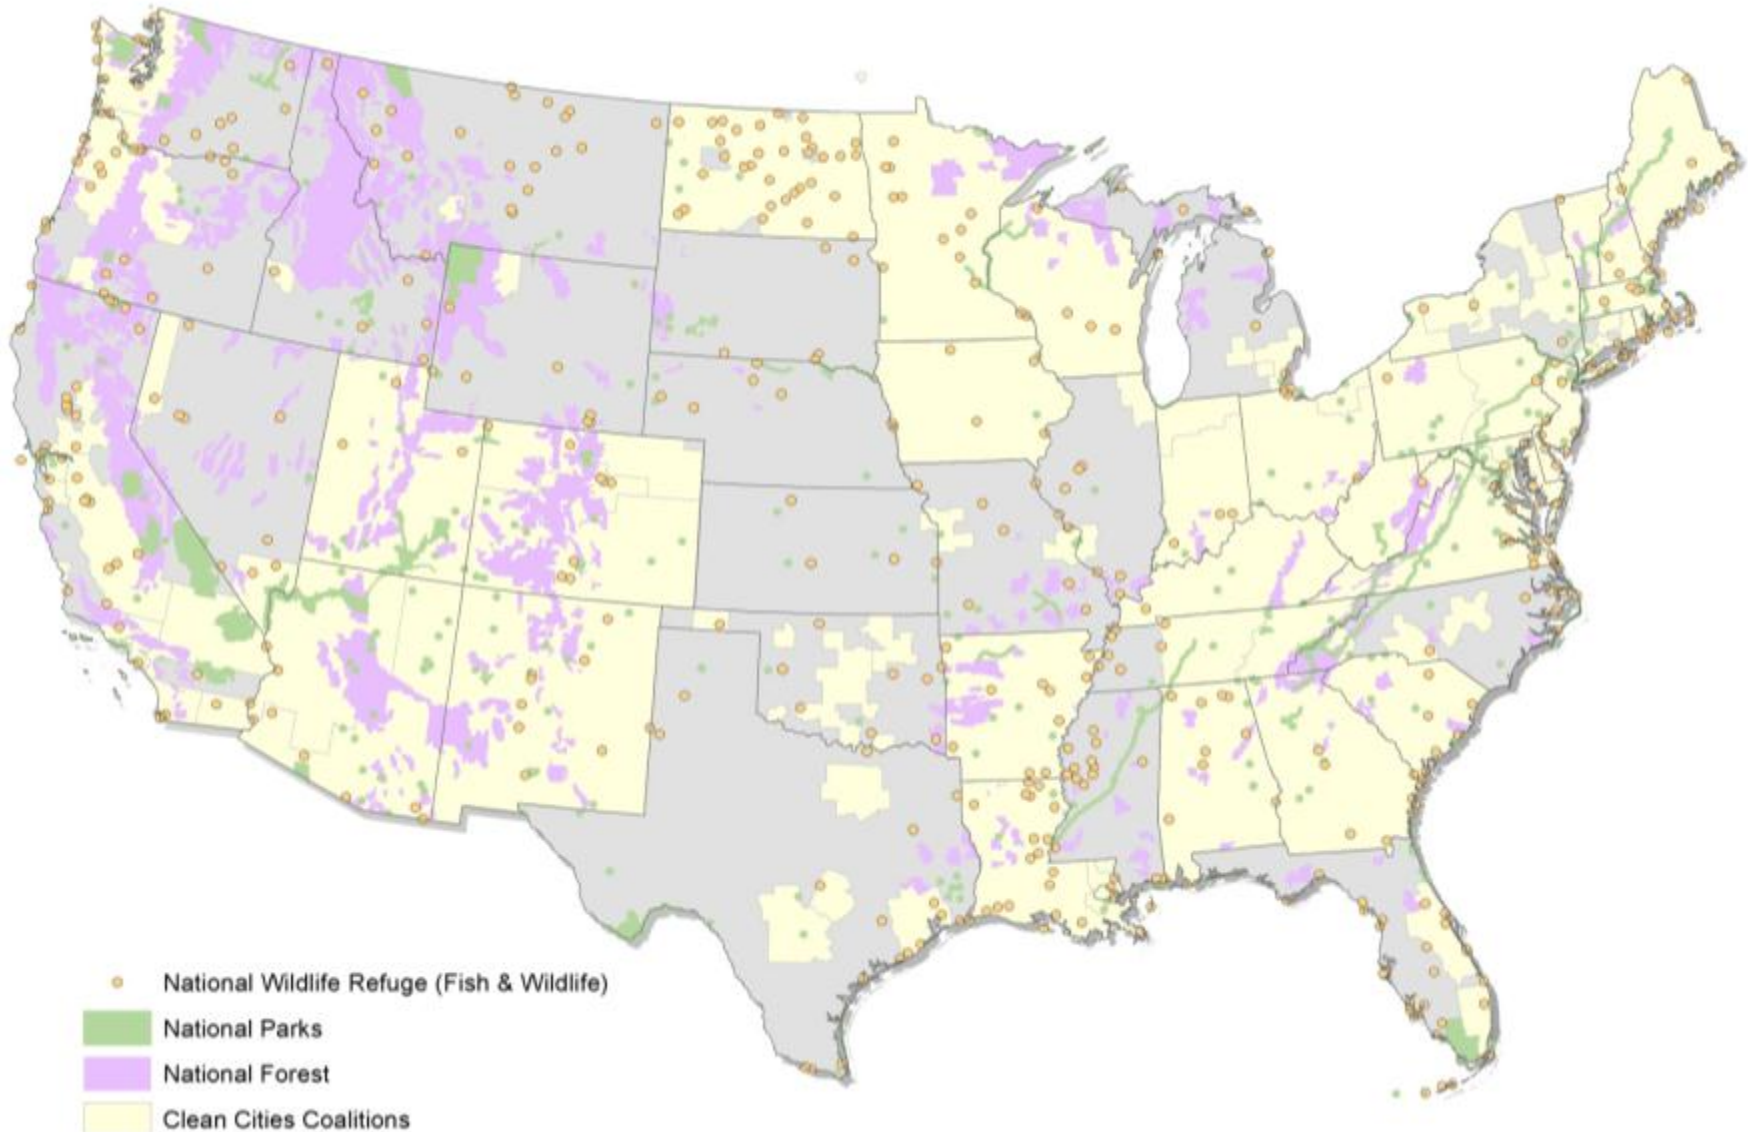 National Wildlife Refuge (Fish & Wildlife)
National Parks
National Forest
Clean Cities Coalitions